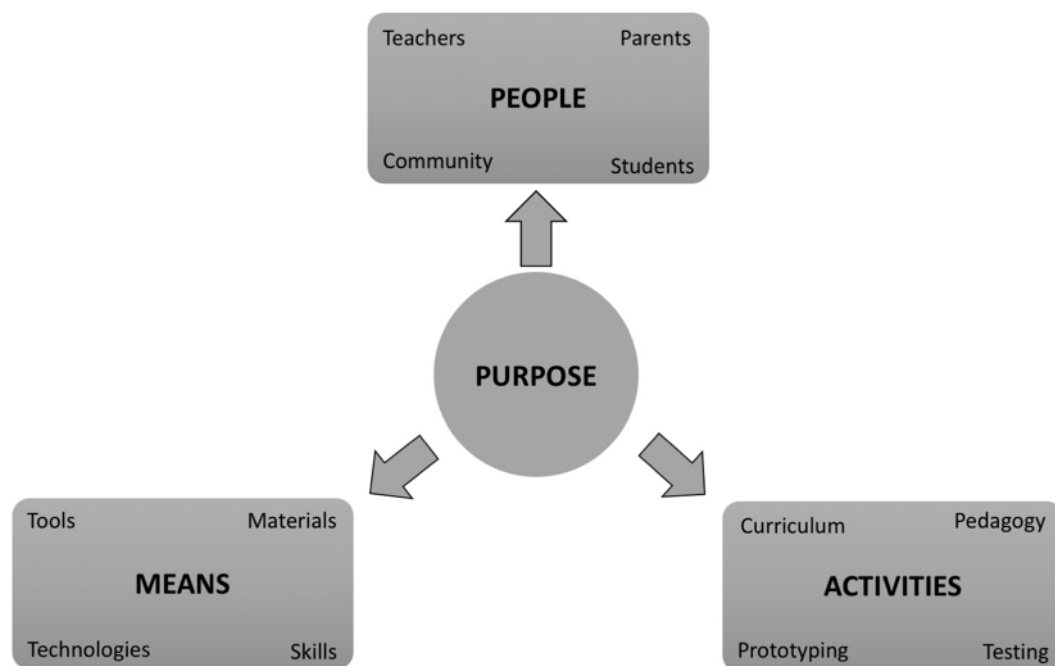 Teachers Parents
PEOPLE
Community Students
PURPOSE
Tools Materials
MEANS
Technologies Skills
Curriculum Pedagogy
ACTIVITIES
Prototyping Testing